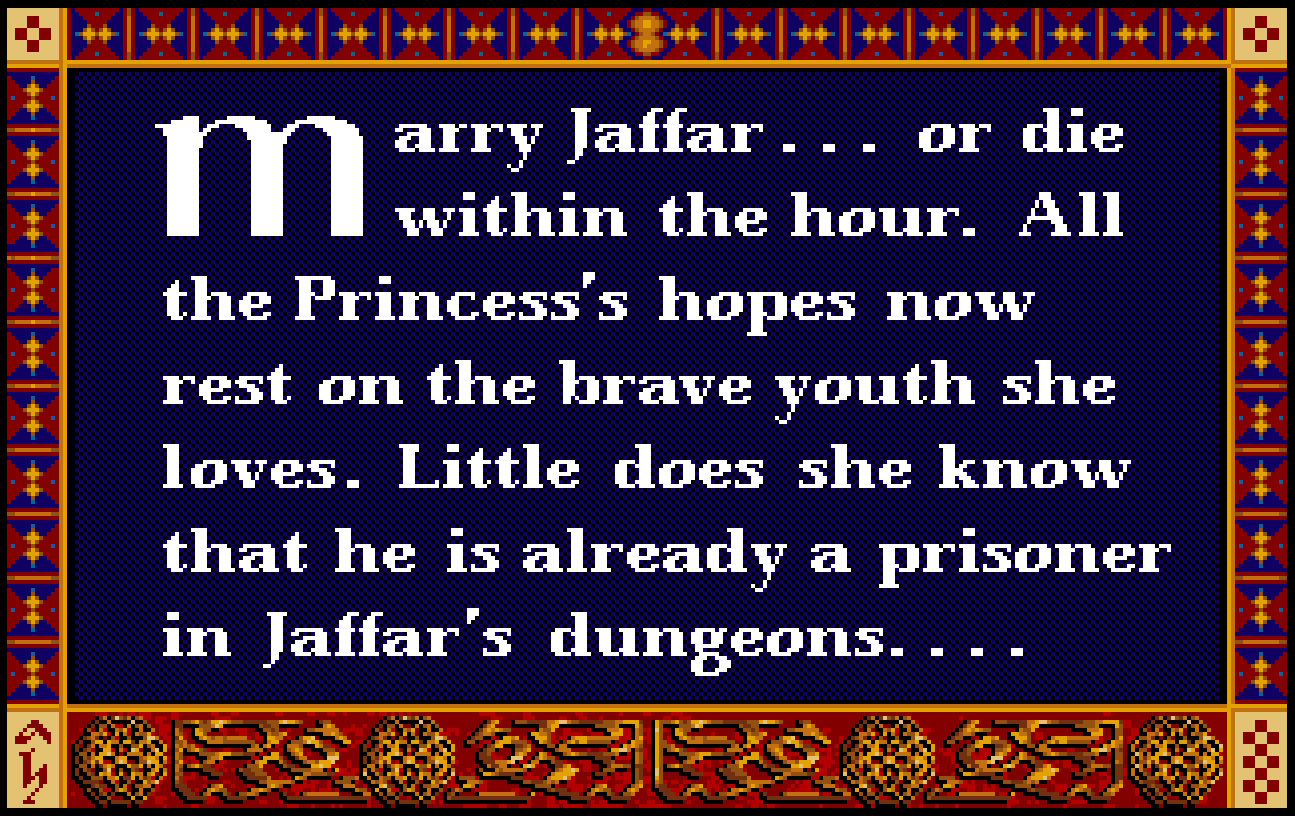 Marry Jaffar... or die
within the hour. All
the Princess's hopes now
rest on the brave youth she
loves. Little does she know
that he is already a prisoner
in Jaffar's dungeons....